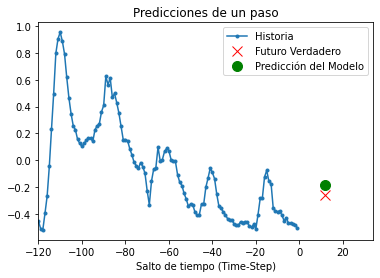 Predicciones de un paso
Historia
Futuro Verdadero
Predicción del Modelo
1.0
0.8
0.6
0.4
0.2
0.0
−0.2
−0.4
−120 −100 −80 −60 −40 −20 0 20
Salto de tiempo (Time-Step)